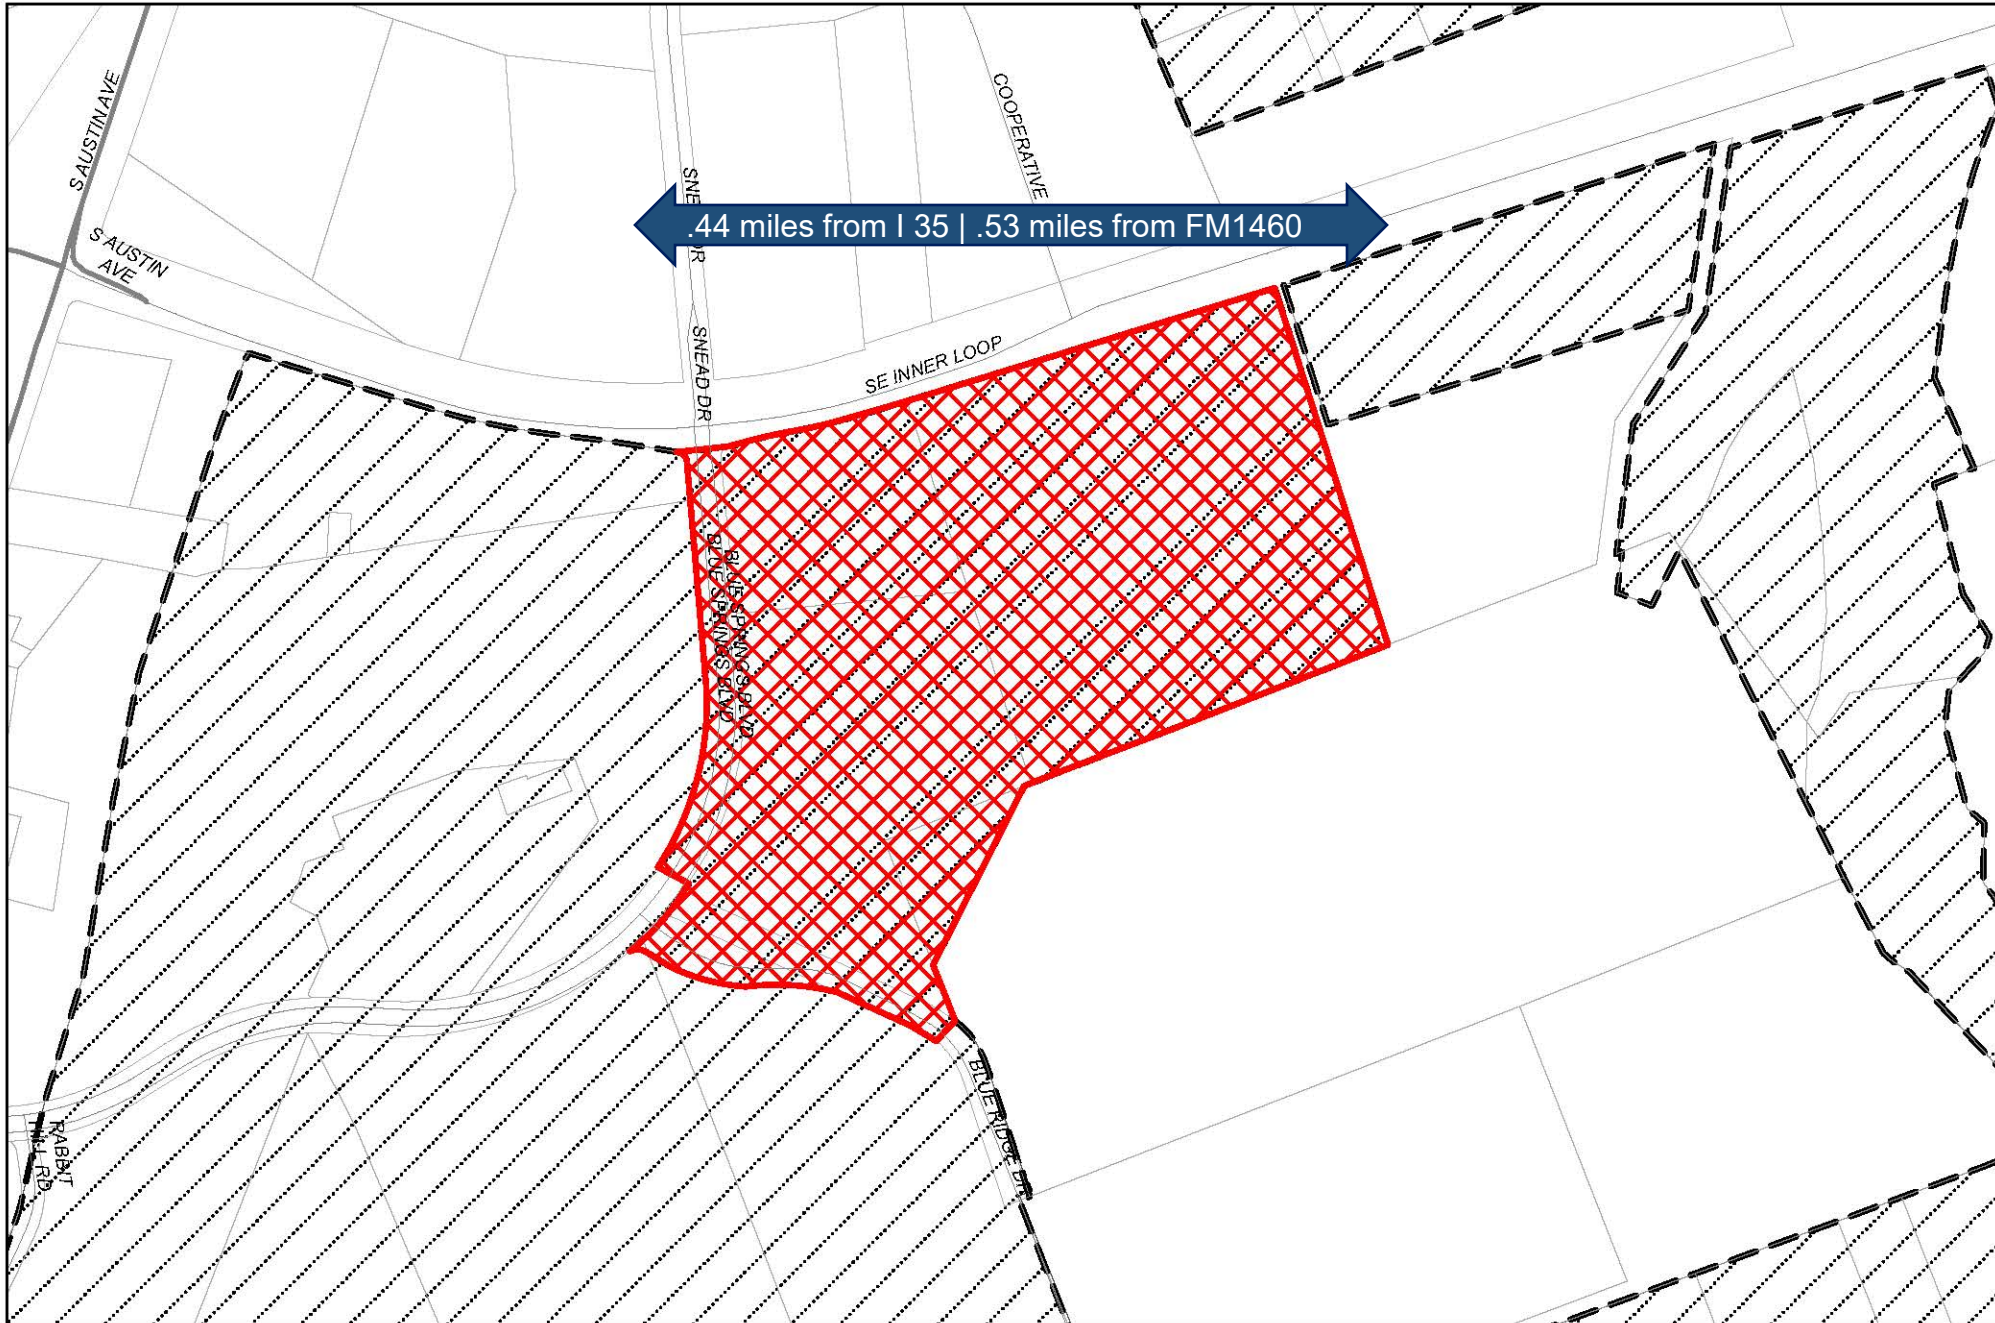 S AUSTIN AVE
COOPERATIVE
.44 miles from I 35 | .53 miles from FM1460
S AUSTIN
AVE
SNEAD DR
SE INNER LOOP
BLUE SPRINGS BLVD
BLUE SPRINGS BLVD
BLUE RIDGE DR
RABBIT
HILL RD